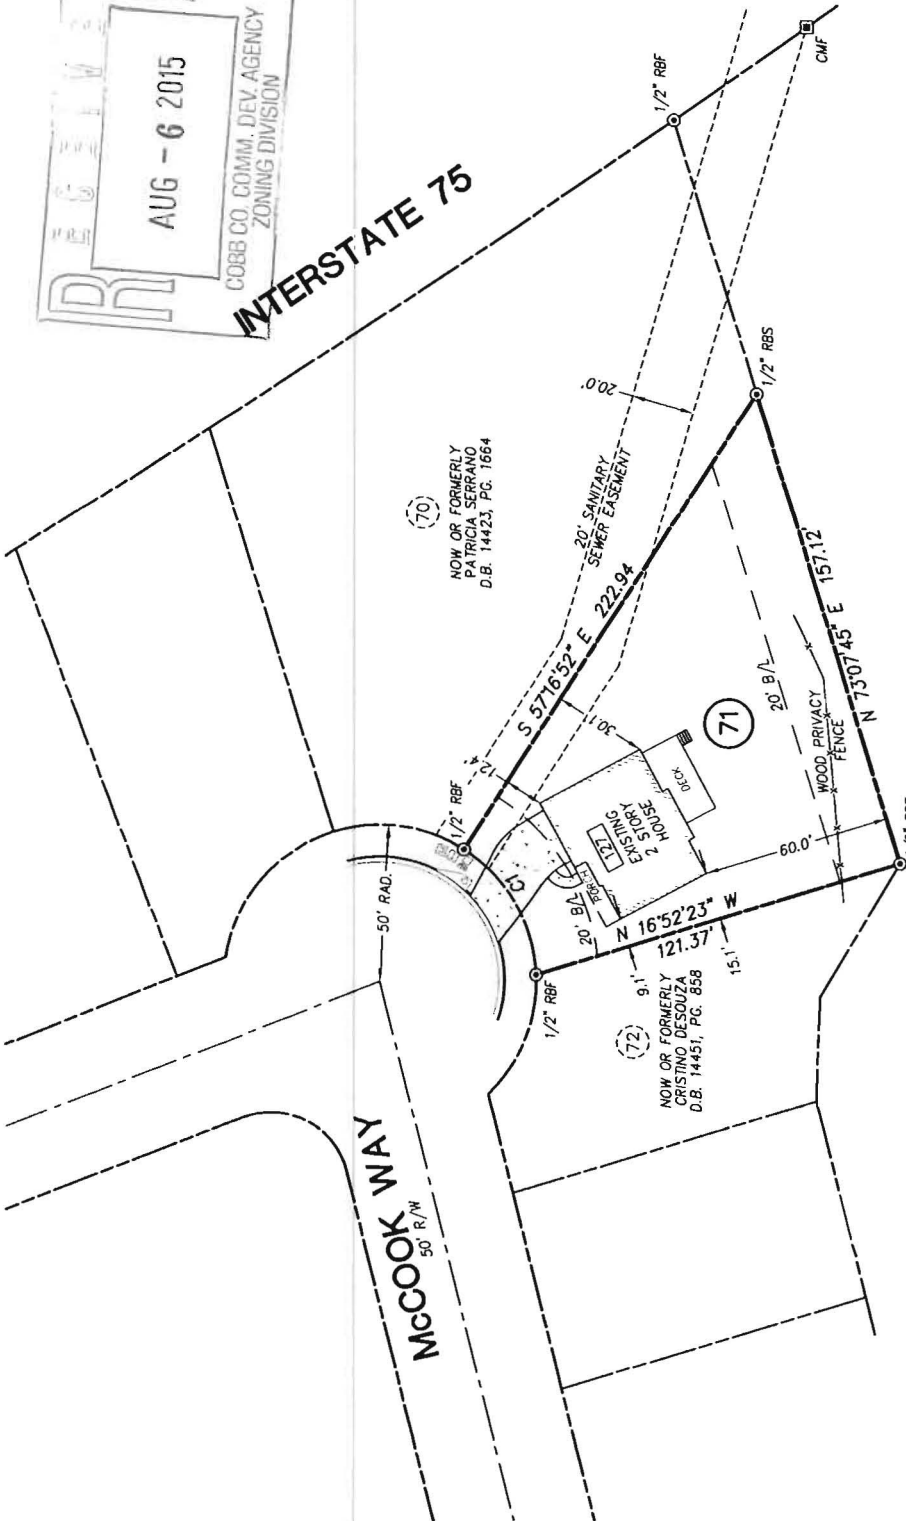 RECEIVE
AUG - 6 2015
COBB CO. COMM. DEV. AGENCY
ZONING DIVISION
INTERSTATE 75
1/2" RBF
CMF
70
NOW OR FORMERLY
PATRICIA SERRANO
D.B. 14423, PG. 1664
20.0'
20' SANITARY
SEWER EASEMENT
1/2" RBS
S 57°16'52" E 222.94
N 73°07'45" E 157.12'
20' B/L
WOOD PRIVACY
FENCE
71
30.1'
12.4'
1/2" RBF
50' RAD.
C1
DECK
127
EXISTING
2 STORY
HOUSE
PORCH
20' B/L
60.0'
N 16°52'23" W
121.37'
9.1'
15.1'
1/2" RBF
72
NOW OR FORMERLY
CRISTINO DESOUZA
D.B. 14451, PG. 858
McCOOK WAY
50' R/W